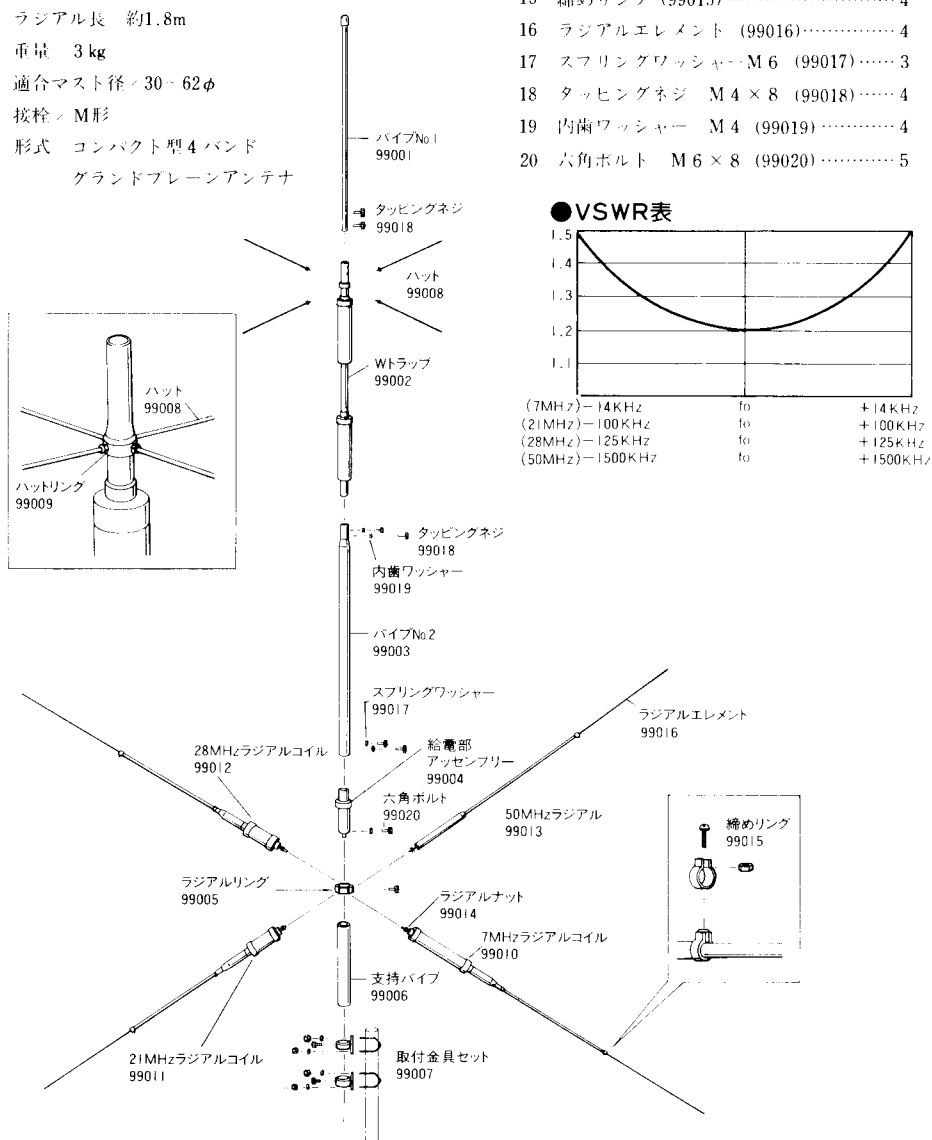 ラジアル長 約1.8m
重量 3kg
適合マスト径/30~62φ
接栓/M形
形式 コンパクト型4バンド
グランドプレーンアンテナ
15 締めリング (99015)……………………4
16 ラジアルエレメント (99016)……………4
17 スプリングワッシャーM6 (99017)……3
18 タッピングネジ M4×8 (99018)……4
19 内歯ワッシャー M4 (99019)…………4
20 六角ボルト M6×8 (99020)…………5
●VSWR表
1.5
1.4
1.3
1.2
1.1
(7MHz)-14KHz fo +14KHz
(21MHz)-100KHz fo +100KHz
(28MHz)-125KHz fo +125KHz
(50MHz)-1500KHz fo +1500KHz
パイプNo.1
99001
タッピングネジ
99018
ハット
99008
Wトラップ
99002
ハット
99008
ハットリング
99009
タッピングネジ
99018
内歯ワッシャー
99019
パイプNo.2
99003
スプリングワッシャー
99017
給電部
アッセンブリー
99004
六角ボルト
99020
28MHzラジアルコイル
99012
ラジアルエレメント
99016
50MHzラジアル
99013
締めリング
99015
ラジアルリング
99005
ラジアルナット
99014
7MHzラジアルコイル
99010
支持パイプ
99006
21MHzラジアルコイル
99011
取付金具セット
99007